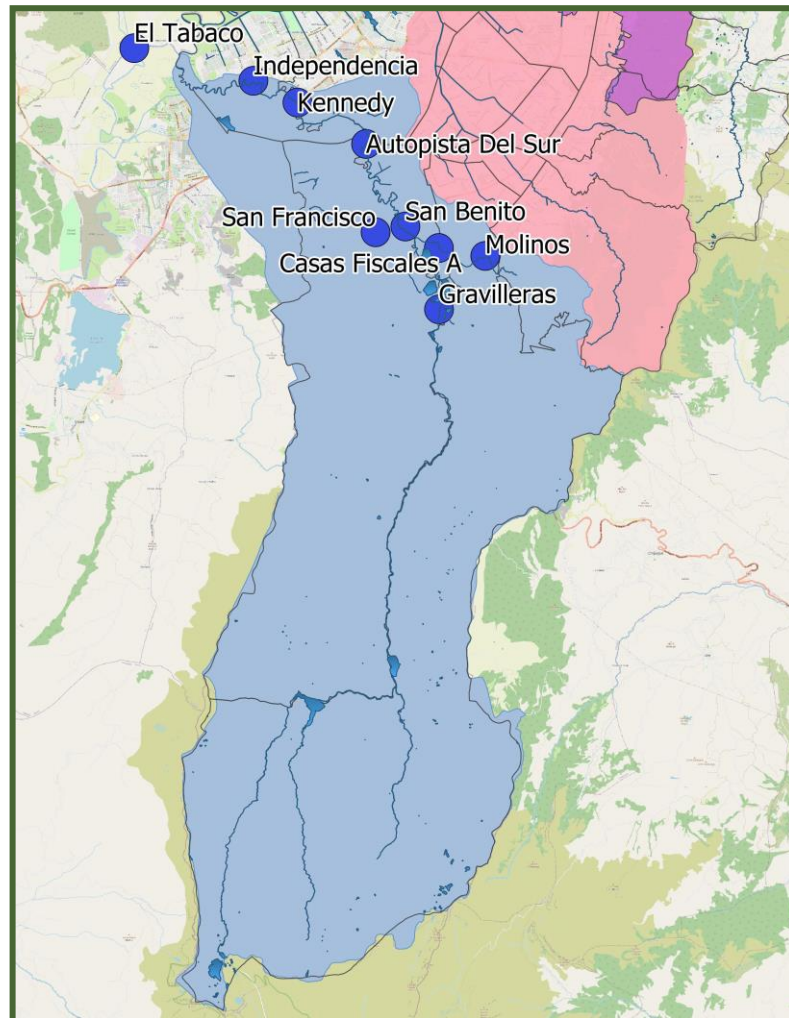 El Tabaco
Independencia
Kennedy
Autopista Del Sur
San Francisco
San Benito
Casas Fiscales A
Molinos
Gravilleras